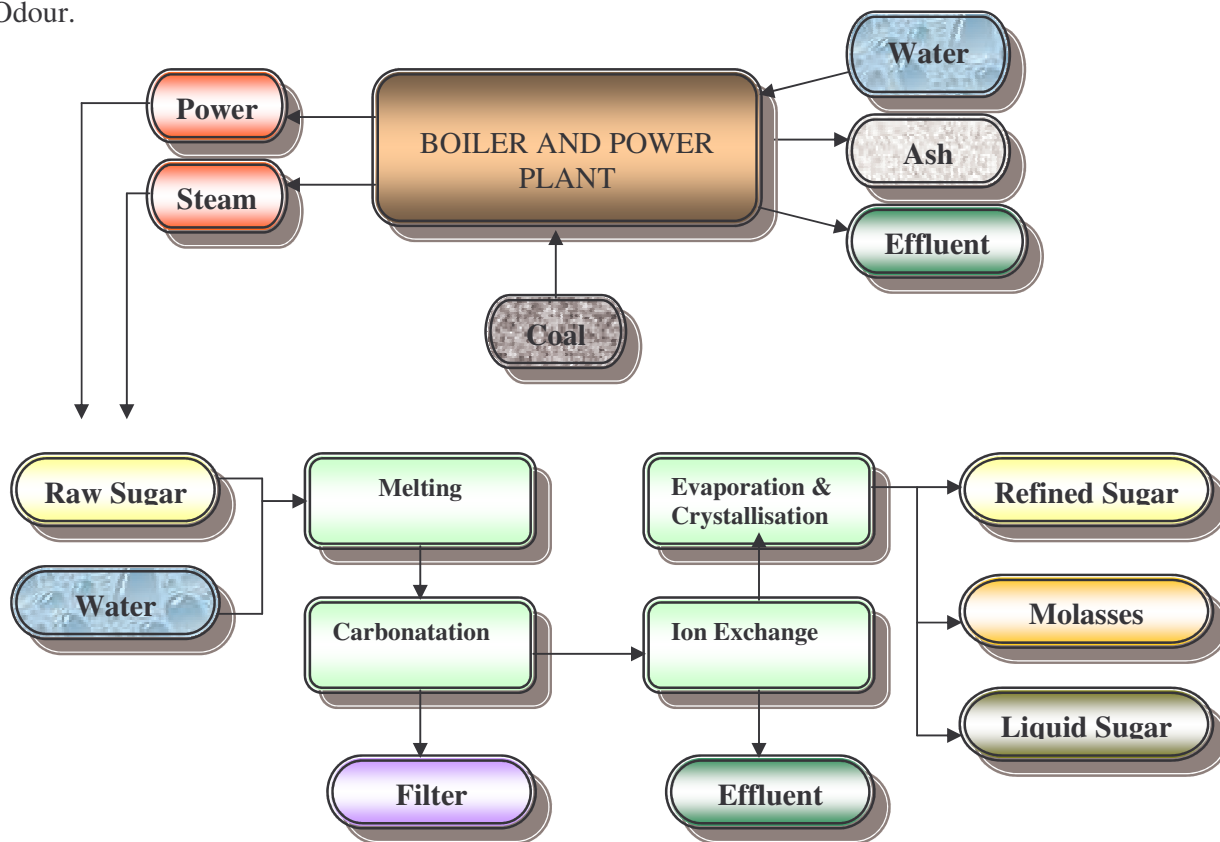 Odour.
Water
Power
BOILER AND POWER
PLANT
Ash
Steam
Effluent
Coal
Raw Sugar
Melting
Evaporation &
Crystallisation
Refined Sugar
Water
Carbonatation
Ion Exchange
Molasses
Liquid Sugar
Filter
Effluent